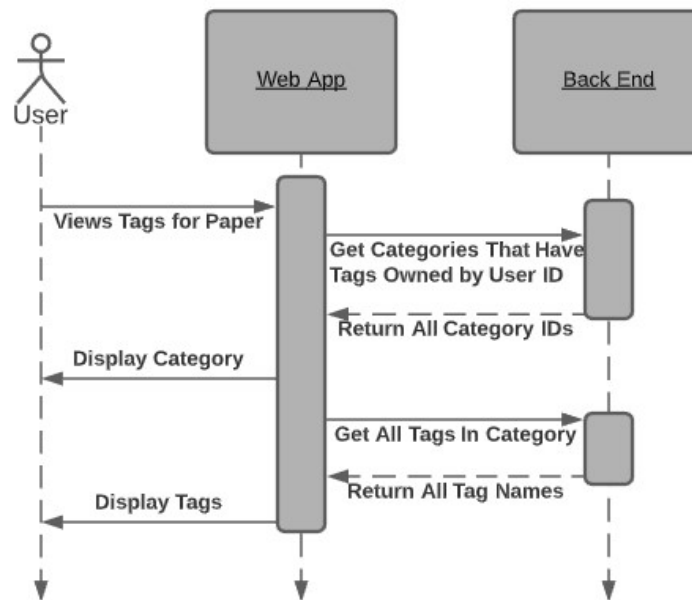 Web App
Back End
User
Views Tags for Paper
Get Categories That Have
Tags Owned by User ID
Return All Category IDs
Display Category
Get All Tags In Category
Return All Tag Names
Display Tags